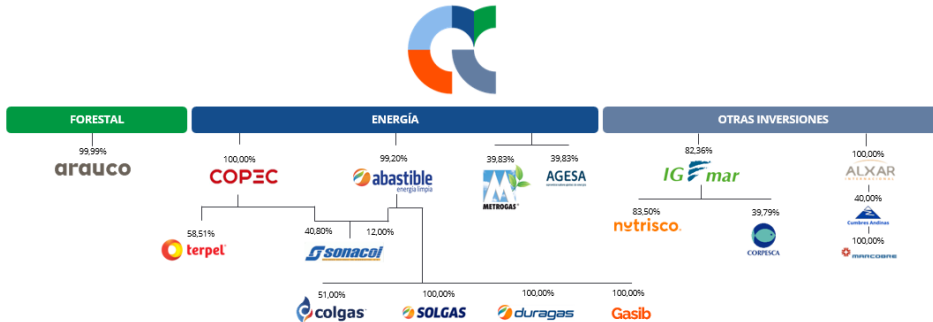 FORESTAL
ENERGÍA
OTRAS INVERSIONES
99,99%
arauco
100,00%
COPEC
99,20%
abastible
energía limpia
39,83%
METROGAS
39,83%
AGESA
82,36%
IGEmar
100,00%
ALXAR
INTERNACIONAL
58,51%
terpel
40,80%
12,00%
sonacol
83,50%
nutrisco
39,79%
CORPESCA
40,00%
Cumbres Andinas
100,00%
MARCOBRE
51,00%
colgas
100,00%
SOLGAS
100,00%
duragas
100,00%
Gasib